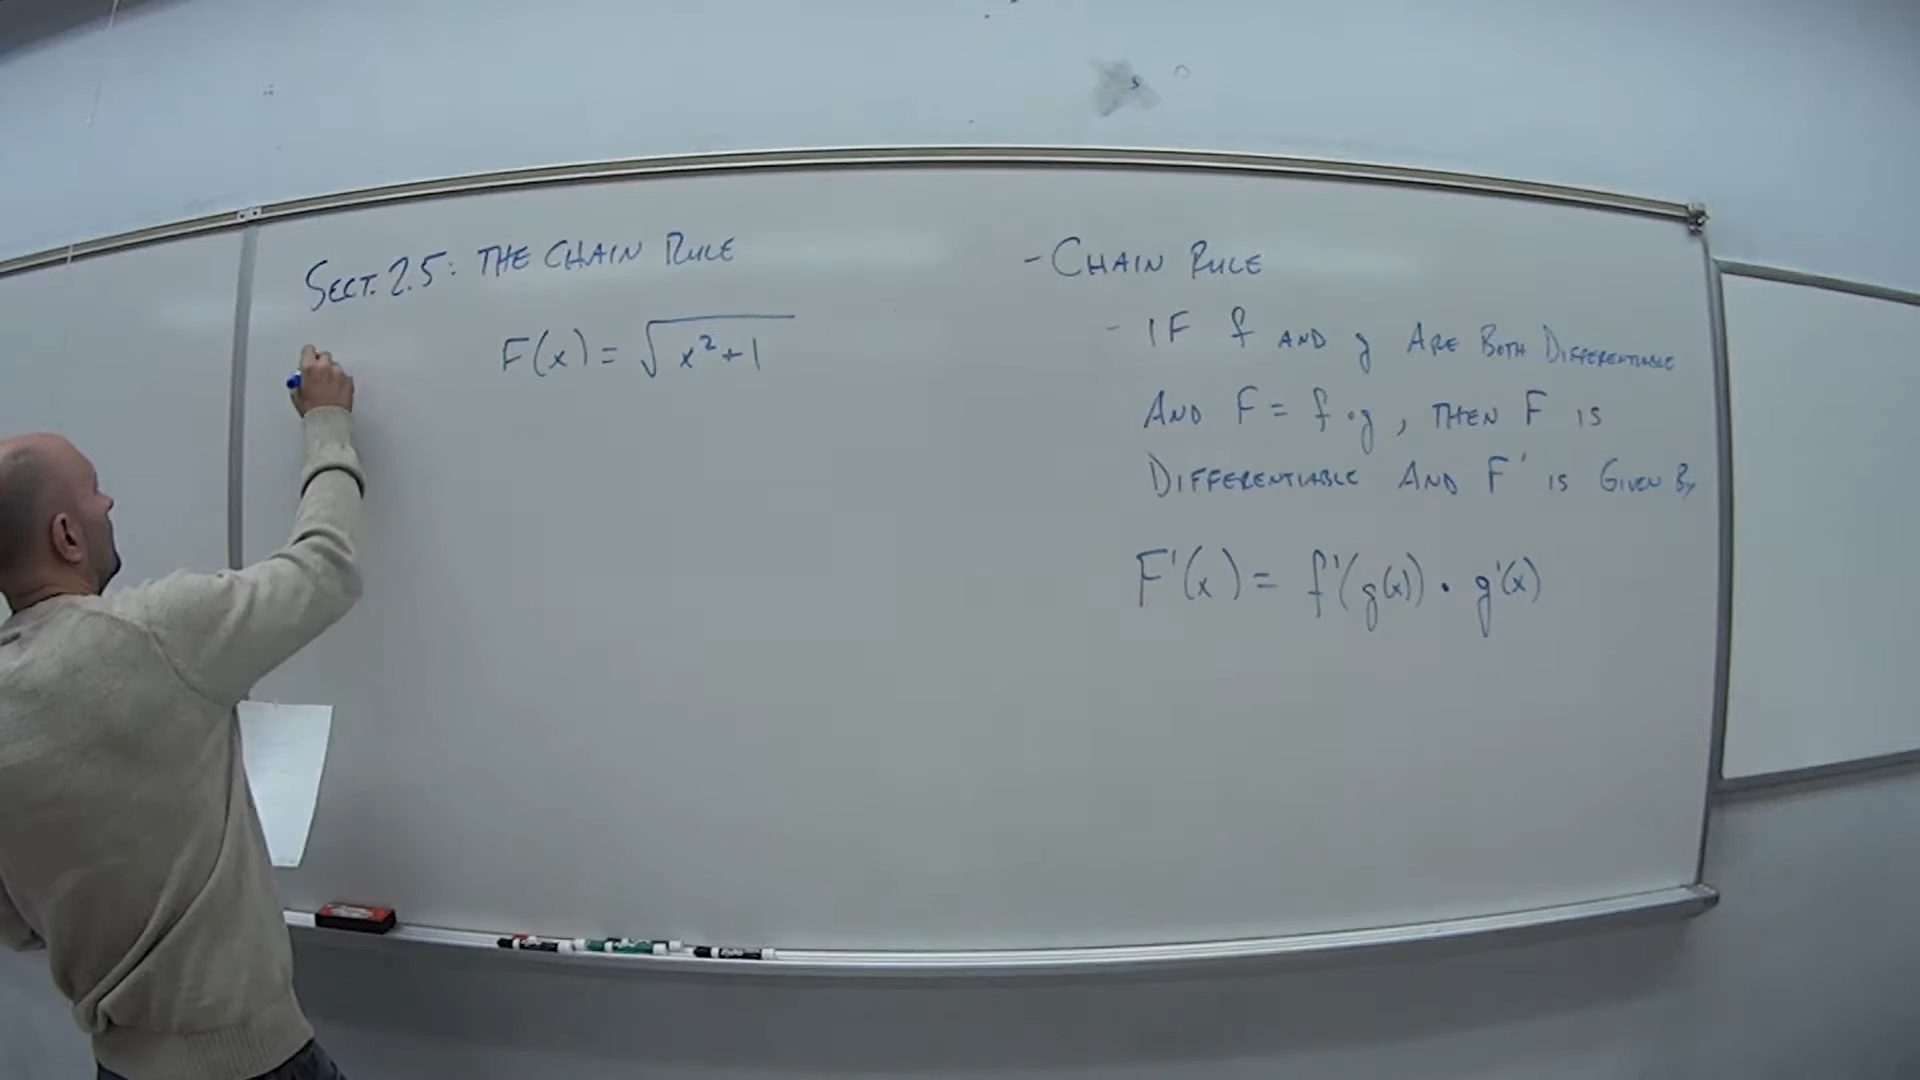 SECT. 2.5: THE CHAIN RULE
F(x) = √x²+1
- CHAIN RULE
- IF f AND g ARE BOTH DIFFERENTIABLE
AND F = f ∘ g, THEN F IS
DIFFERENTIABLE AND F' IS GIVEN BY
F'(x) = f'(g(x)) · g'(x)